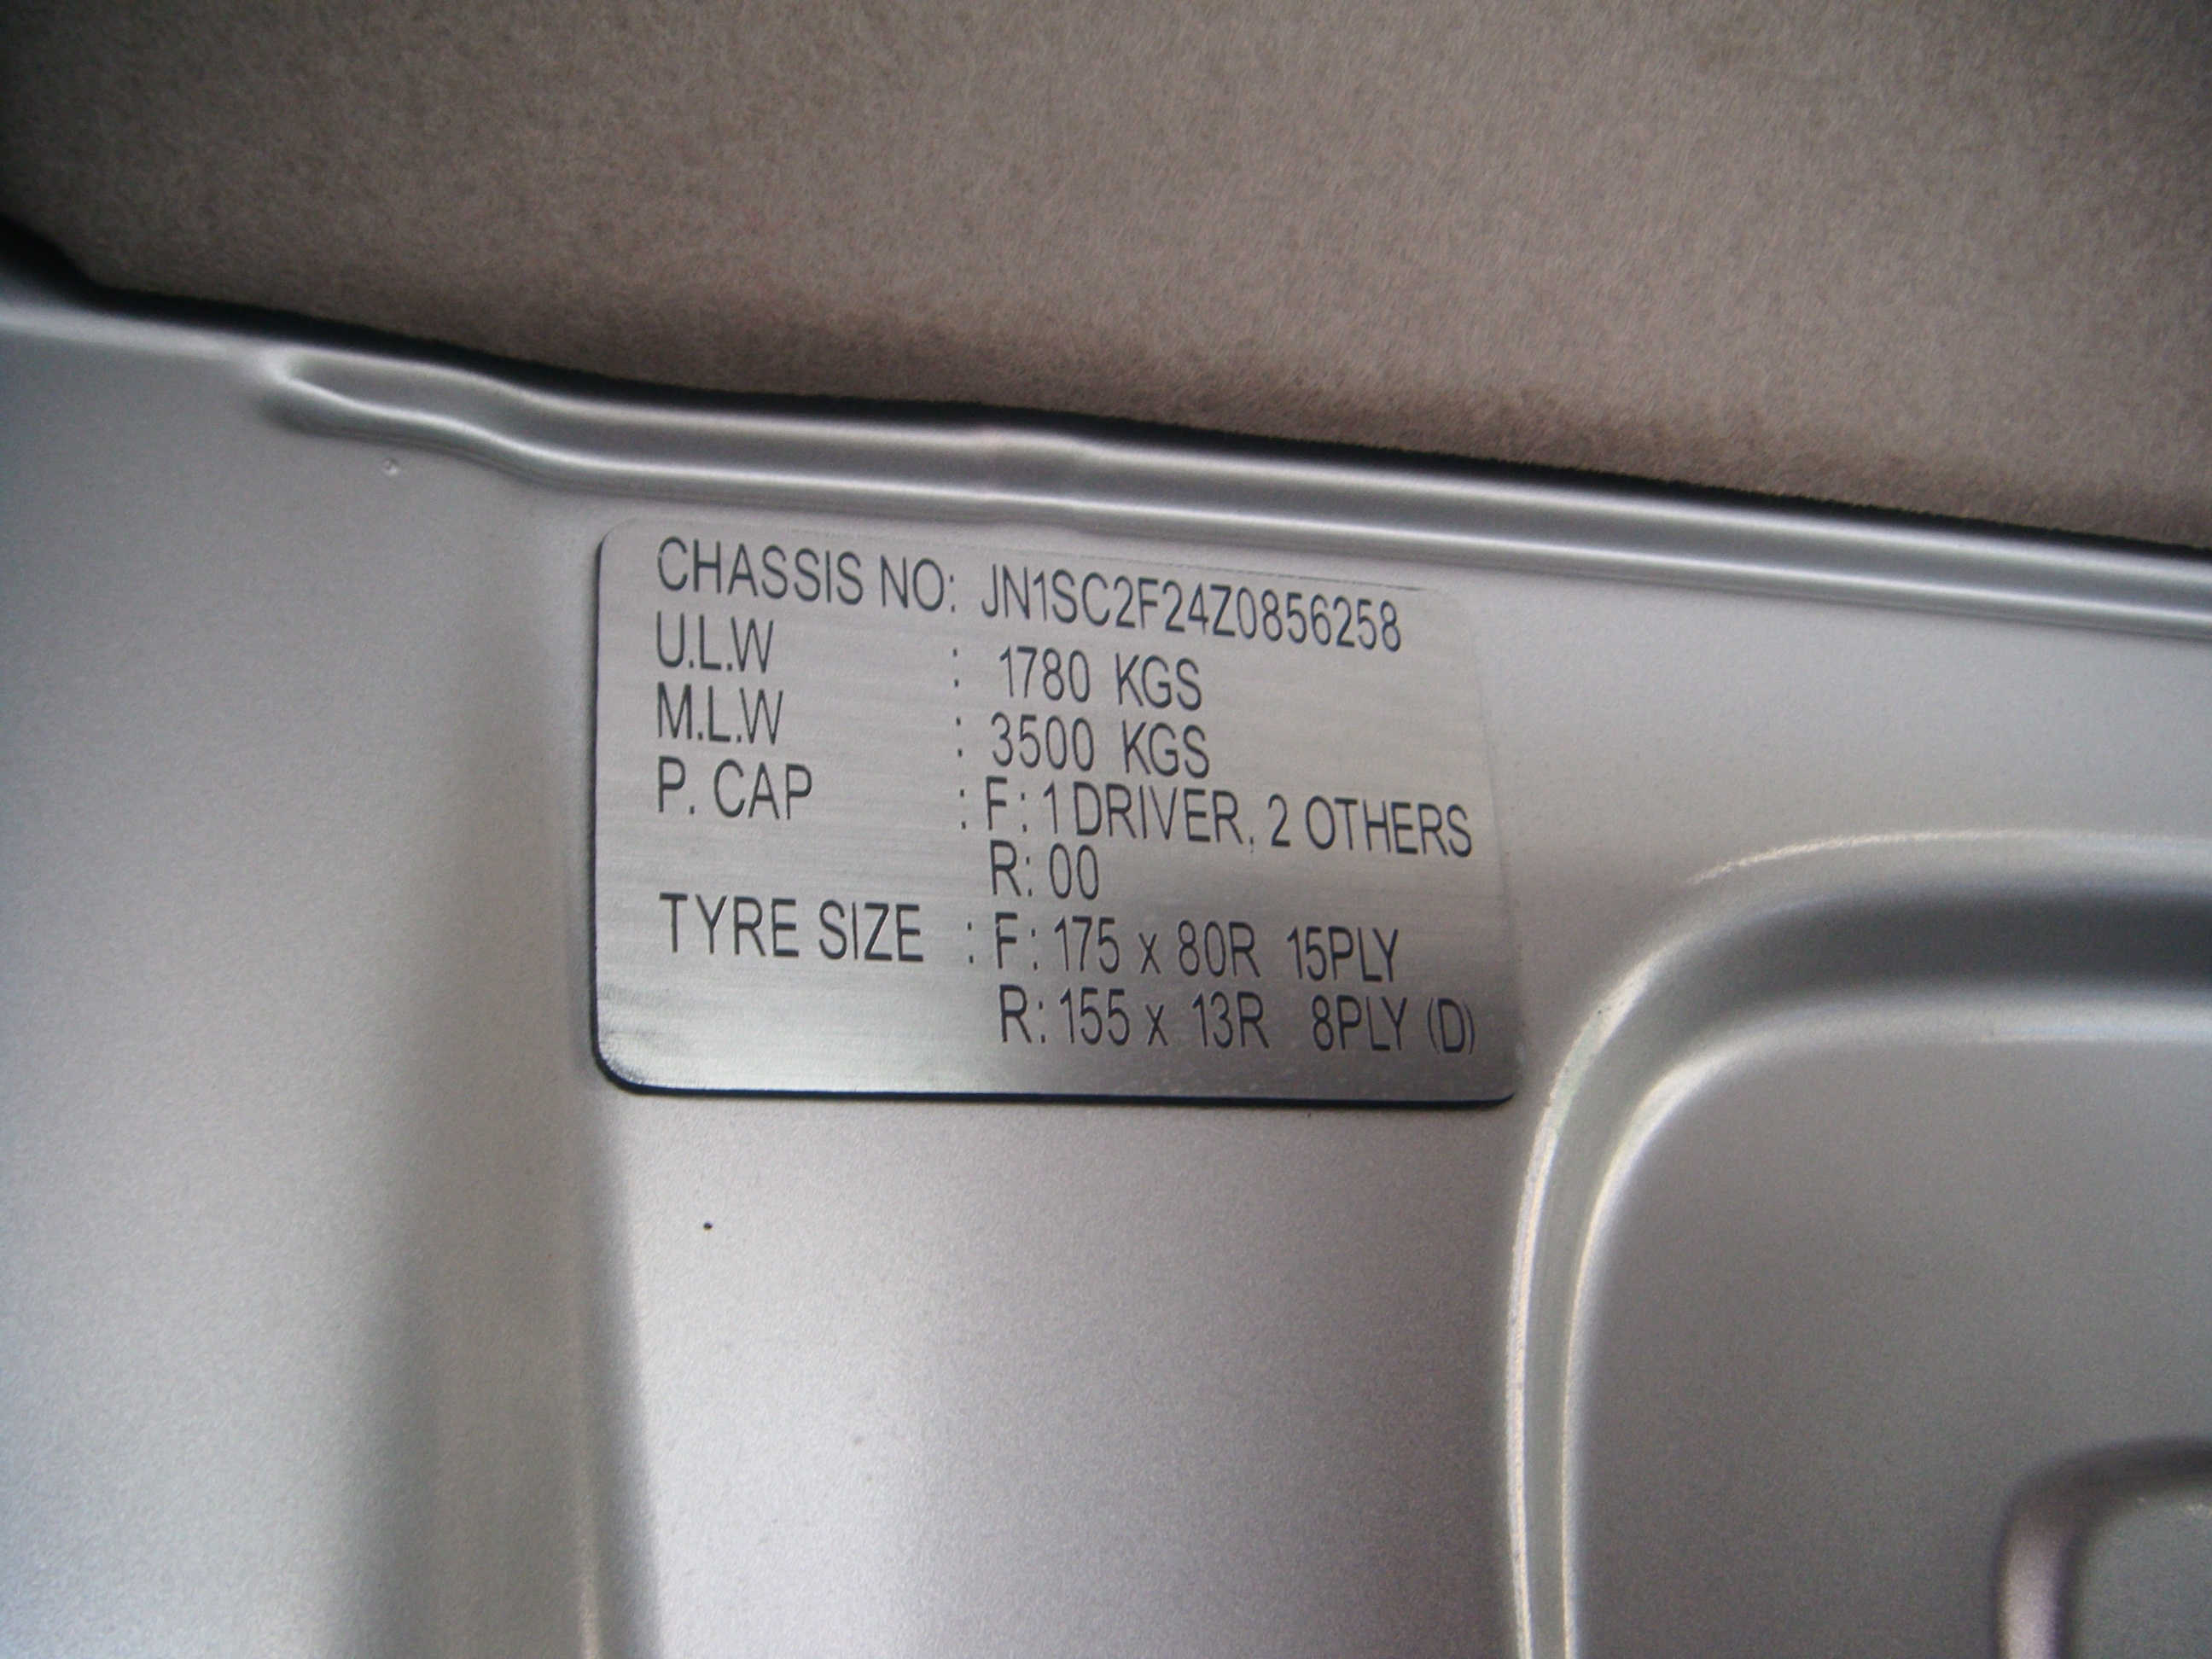 CHASSIS NO: JN1SC2F24Z0856258
U.L.W : 1780 KGS
M.L.W : 3500 KGS
P. CAP : F: 1 DRIVER, 2 OTHERS
R: 00
TYRE SIZE : F: 175 x 80R 15PLY
R: 155 x 13R 8PLY (D)